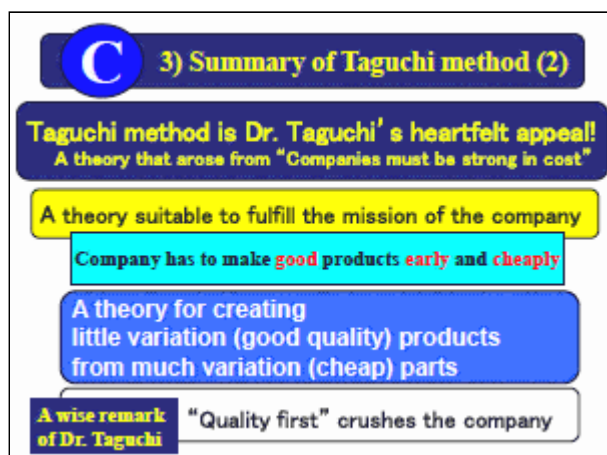 C
3) Summary of Taguchi method (2)
Taguchi method is Dr. Taguchi's heartfelt appeal!
A theory that arose from “Companies must be strong in cost”
A theory suitable to fulfill the mission of the company
Company has to make good products early and cheaply
A theory for creating
little variation (good quality) products
from much variation (cheap) parts
A wise remark
of Dr. Taguchi
“Quality first” crushes the company